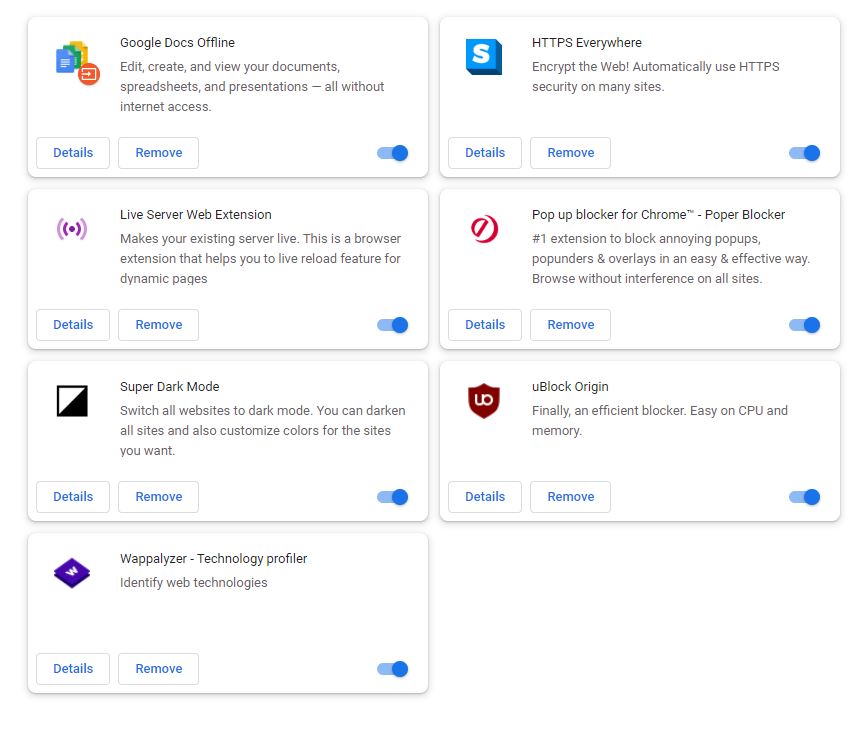 Google Docs Offline
Edit, create, and view your documents,
spreadsheets, and presentations — all without
internet access.
Details
Remove
S
HTTPS Everywhere
Encrypt the Web! Automatically use HTTPS
security on many sites.
Details
Remove
Live Server Web Extension
Makes your existing server live. This is a browser
extension that helps you to live reload feature for
dynamic pages
Details
Remove
Pop up blocker for Chrome™ - Poper Blocker
#1 extension to block annoying popups,
popunders & overlays in an easy & effective way.
Browse without interference on all sites.
Details
Remove
Super Dark Mode
Switch all websites to dark mode. You can darken
all sites and also customize colors for the sites
you want.
Details
Remove
uo
uBlock Origin
Finally, an efficient blocker. Easy on CPU and
memory.
Details
Remove
W
Wappalyzer - Technology profiler
Identify web technologies
Details
Remove